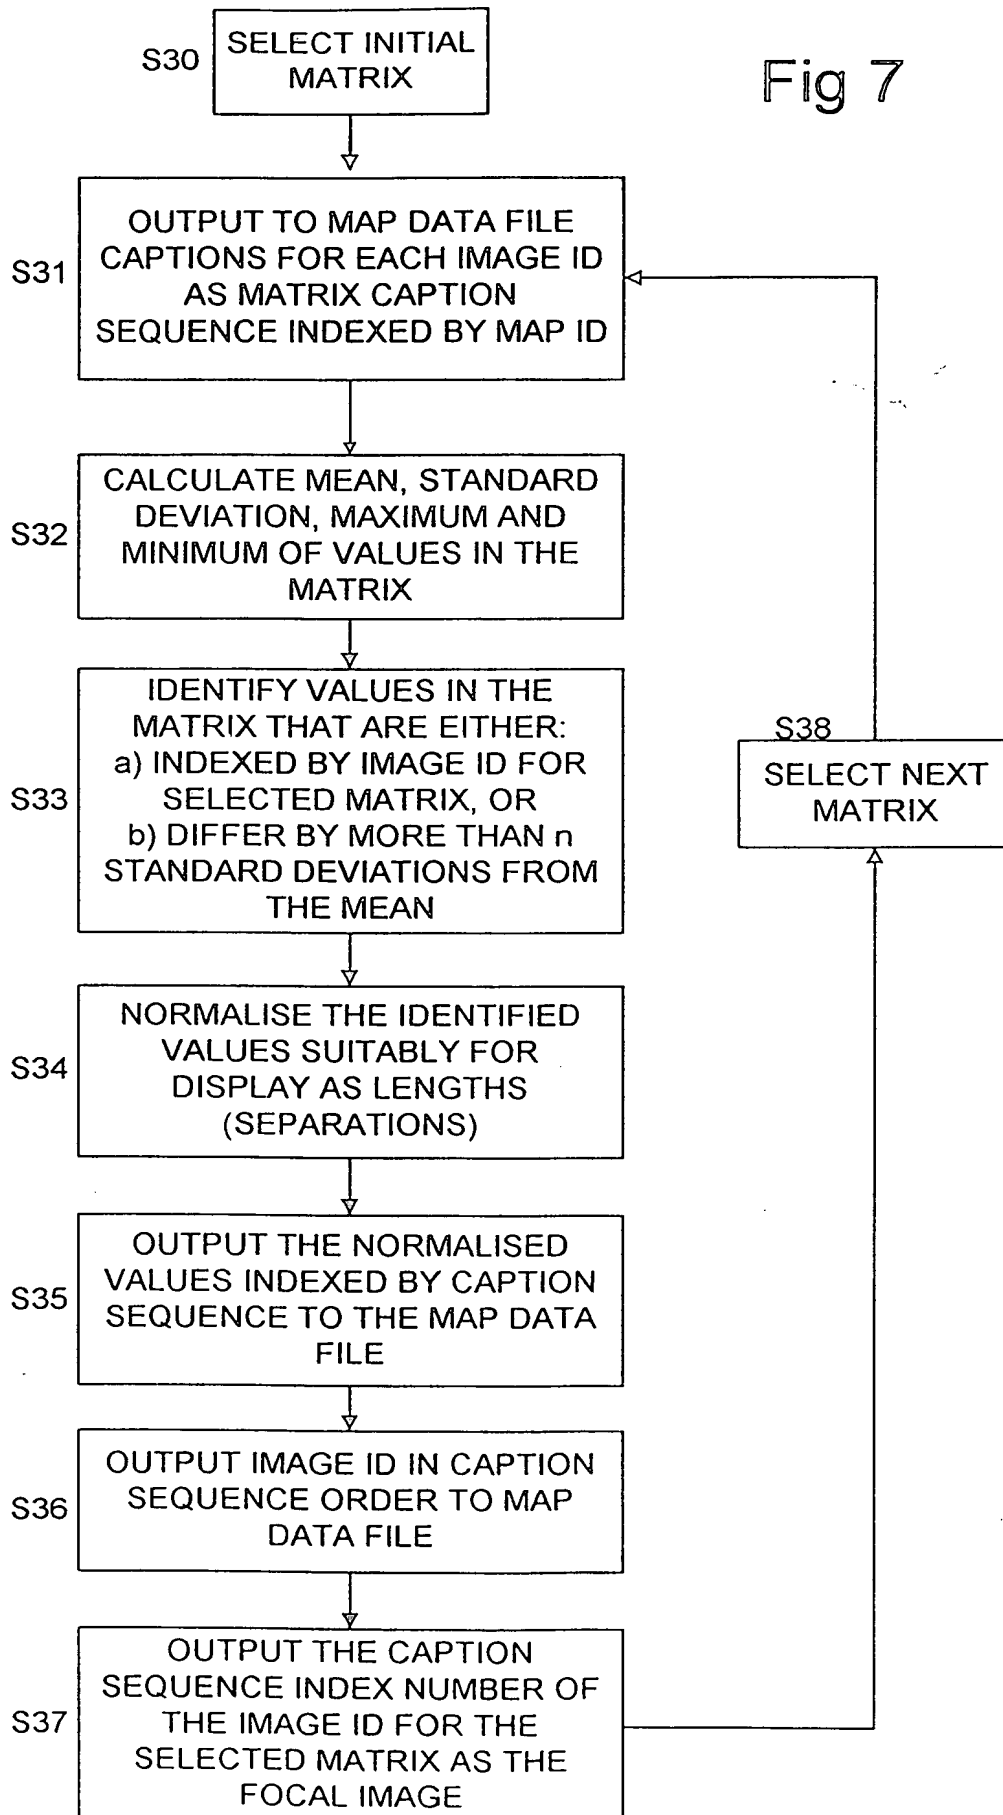 Fig 7
S30
SELECT INITIAL
MATRIX
S31
OUTPUT TO MAP DATA FILE
CAPTIONS FOR EACH IMAGE ID
AS MATRIX CAPTION
SEQUENCE INDEXED BY MAP ID
S32
CALCULATE MEAN, STANDARD
DEVIATION, MAXIMUM AND
MINIMUM OF VALUES IN THE
MATRIX
S33
IDENTIFY VALUES IN THE
MATRIX THAT ARE EITHER:
a) INDEXED BY IMAGE ID FOR
SELECTED MATRIX, OR
b) DIFFER BY MORE THAN n
STANDARD DEVIATIONS FROM
THE MEAN
S34
NORMALISE THE IDENTIFIED
VALUES SUITABLY FOR
DISPLAY AS LENGTHS
(SEPARATIONS)
S35
OUTPUT THE NORMALISED
VALUES INDEXED BY CAPTION
SEQUENCE TO THE MAP DATA
FILE
S36
OUTPUT IMAGE ID IN CAPTION
SEQUENCE ORDER TO MAP
DATA FILE
S37
OUTPUT THE CAPTION
SEQUENCE INDEX NUMBER OF
THE IMAGE ID FOR THE
SELECTED MATRIX AS THE
FOCAL IMAGE
S38
SELECT NEXT
MATRIX